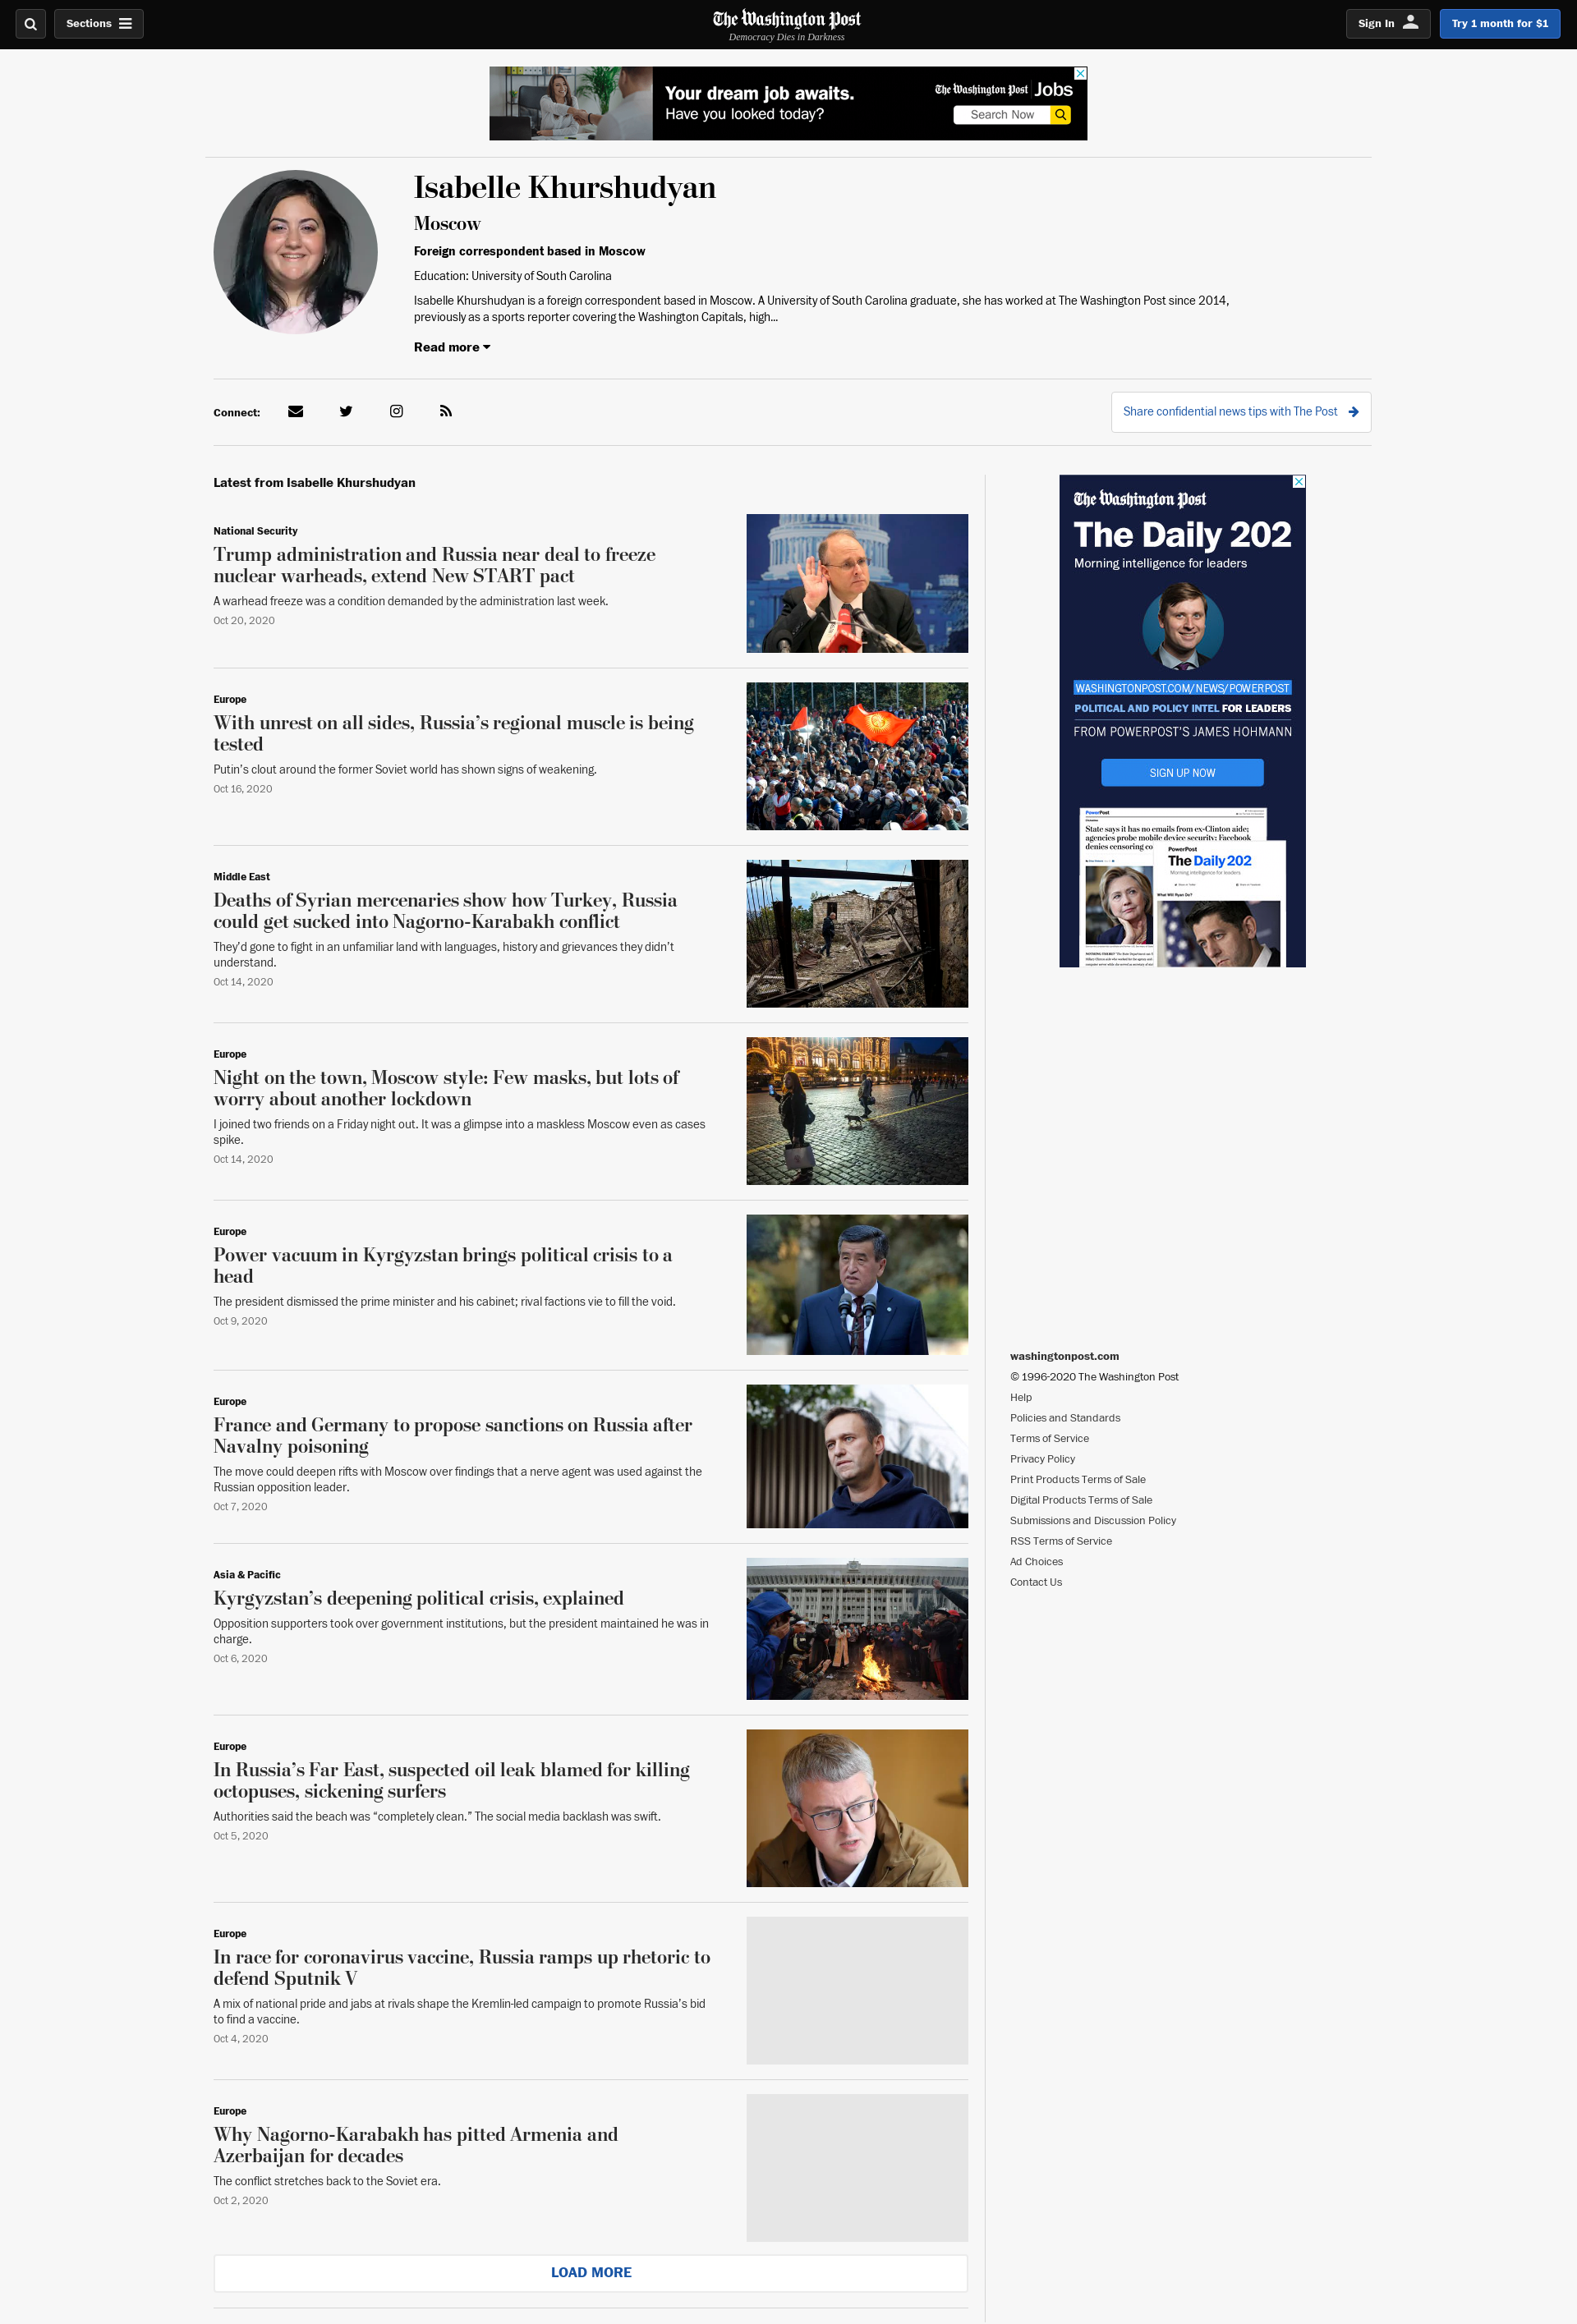 Sections
The Washington Post
Democracy Dies in Darkness
Sign In
Try 1 month for $1
Your dream job awaits.
Have you looked today?
The Washington Post Jobs
Search Now
Isabelle Khurshudyan
Moscow
Foreign correspondent based in Moscow
Education: University of South Carolina
Isabelle Khurshudyan is a foreign correspondent based in Moscow. A University of South Carolina graduate, she has worked at The Washington Post since 2014,
previously as a sports reporter covering the Washington Capitals, high...
Read more
Connect:
Share confidential news tips with The Post
Latest from Isabelle Khurshudyan
National Security
Trump administration and Russia near deal to freeze
nuclear warheads, extend New START pact
A warhead freeze was a condition demanded by the administration last week.
Oct 20, 2020
Europe
With unrest on all sides, Russia’s regional muscle is being
tested
Putin’s clout around the former Soviet world has shown signs of weakening.
Oct 16, 2020
Middle East
Deaths of Syrian mercenaries show how Turkey, Russia
could get sucked into Nagorno-Karabakh conflict
They’d gone to fight in an unfamiliar land with languages, history and grievances they didn’t
understand.
Oct 14, 2020
Europe
Night on the town, Moscow style: Few masks, but lots of
worry about another lockdown
I joined two friends on a Friday night out. It was a glimpse into a maskless Moscow even as cases
spike.
Oct 14, 2020
Europe
Power vacuum in Kyrgyzstan brings political crisis to a
head
The president dismissed the prime minister and his cabinet; rival factions vie to fill the void.
Oct 9, 2020
Europe
France and Germany to propose sanctions on Russia after
Navalny poisoning
The move could deepen rifts with Moscow over findings that a nerve agent was used against the
Russian opposition leader.
Oct 7, 2020
Asia & Pacific
Kyrgyzstan’s deepening political crisis, explained
Opposition supporters took over government institutions, but the president maintained he was in
charge.
Oct 6, 2020
Europe
In Russia’s Far East, suspected oil leak blamed for killing
octopuses, sickening surfers
Authorities said the beach was “completely clean.” The social media backlash was swift.
Oct 5, 2020
Europe
In race for coronavirus vaccine, Russia ramps up rhetoric to
defend Sputnik V
A mix of national pride and jabs at rivals shape the Kremlin-led campaign to promote Russia’s bid
to find a vaccine.
Oct 4, 2020
Europe
Why Nagorno-Karabakh has pitted Armenia and
Azerbaijan for decades
The conflict stretches back to the Soviet era.
Oct 2, 2020
LOAD MORE
The Washington Post
The Daily 202
Morning intelligence for leaders
WASHINGTONPOST.COM/NEWS/POWERPOST
POLITICAL AND POLICY INTEL FOR LEADERS
FROM POWERPOST’S JAMES HOHMANN
SIGN UP NOW
PowerPost
State says it has no emails from ex-Clinton aide;
agencies probe mobile device security; Facebook
denies censoring co
PowerPost
The Daily 202
Morning intelligence for leaders
What Will Ryan Do?
washingtonpost.com
© 1996-2020 The Washington Post
Help
Policies and Standards
Terms of Service
Privacy Policy
Print Products Terms of Sale
Digital Products Terms of Sale
Submissions and Discussion Policy
RSS Terms of Service
Ad Choices
Contact Us